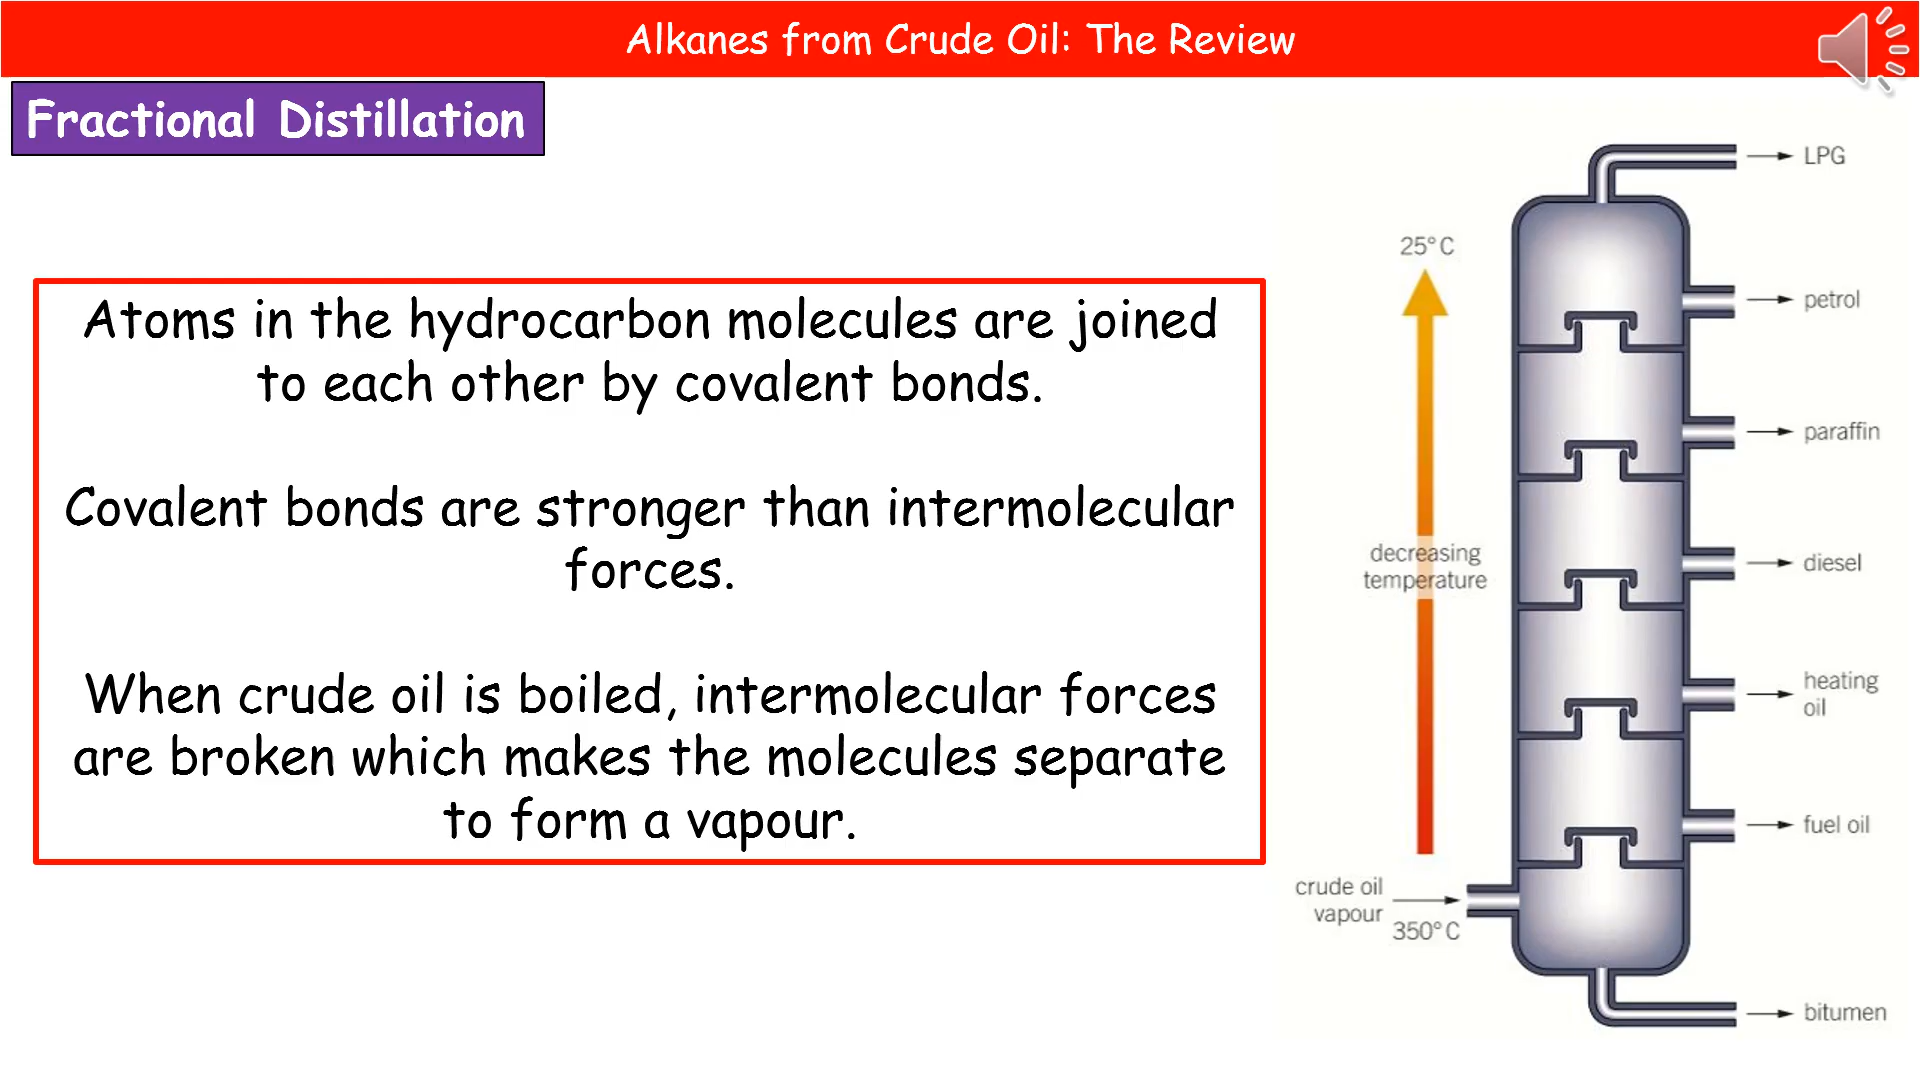 Alkanes from Crude Oil: The Review
Fractional Distillation
Atoms in the hydrocarbon molecules are joined
to each other by covalent bonds.
Covalent bonds are stronger than intermolecular
forces.
When crude oil is boiled, intermolecular forces
are broken which makes the molecules separate
to form a vapour.
LPG
25°C
petrol
paraffin
decreasing
temperature
diesel
heating
oil
fuel oil
crude oil
vapour
350°C
bitumen